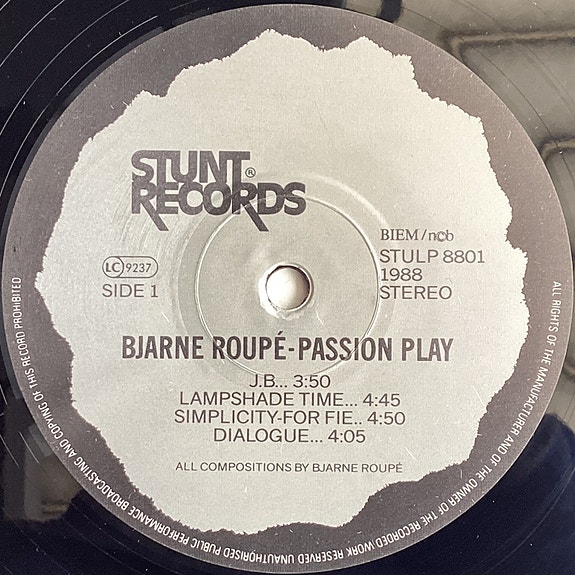 STUNT®
RECORDS
BIEM/ncb
STULP 8801
LC 9237
1988
SIDE 1
STEREO
BJARNE ROUPÉ-PASSION PLAY
J.B... 3:50
LAMPSHADE TIME... 4:45
SIMPLICITY-FOR FIE.. 4:50
DIALOGUE... 4:05
ALL COMPOSITIONS BY BJARNE ROUPÉ
ALL RIGHTS OF THE MANUFACTURER AND OF THE OWNER OF THE RECORDED WORK RESERVED UNAUTHORISED PUBLIC PERFORMANCE BROADCASTING AND COPYING OF THIS RECORD PROHIBITED